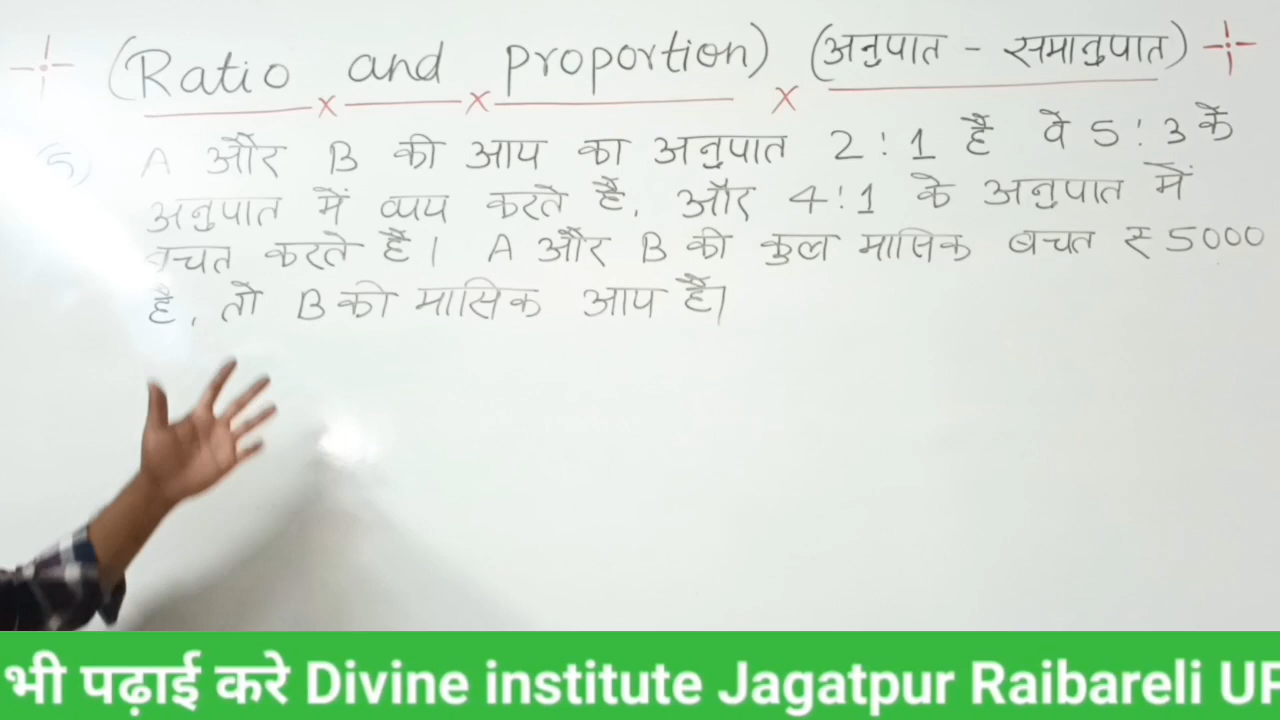 (Ratio and proportion) (अनुपात - समानुपात)
5) A और B की आय का अनुपात 2:1 है वे 5:3 के
अनुपात में व्यय करते हैं, और 4:1 के अनुपात में
बचत करते हैं। A और B की कुल मासिक बचत ₹5000
है, तो B की मासिक आय है।
भी पढ़ाई करे Divine institute Jagatpur Raibareli UP